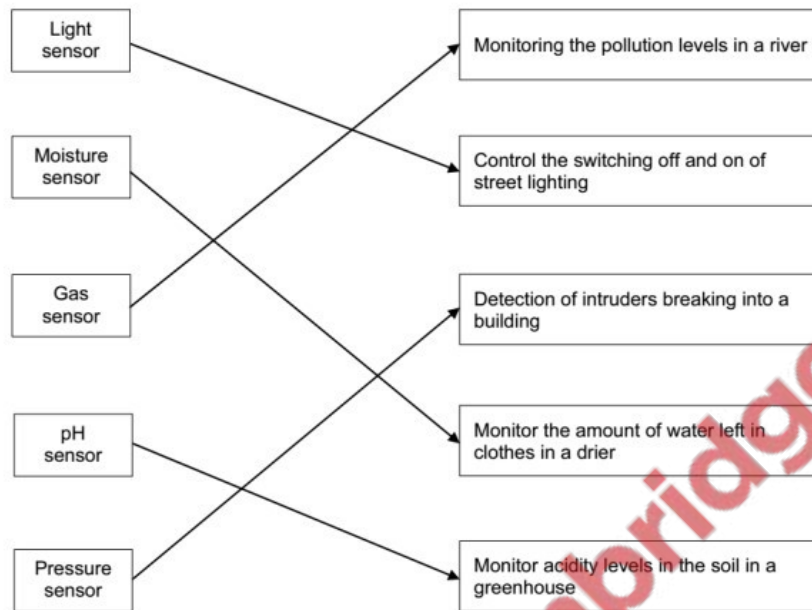 Light
sensor
Monitoring the pollution levels in a river
Moisture
sensor
Control the switching off and on of
street lighting
Gas
sensor
Detection of intruders breaking into a
building
pH
sensor
Monitor the amount of water left in
clothes in a drier
Pressure
sensor
Monitor acidity levels in the soil in a
greenhouse